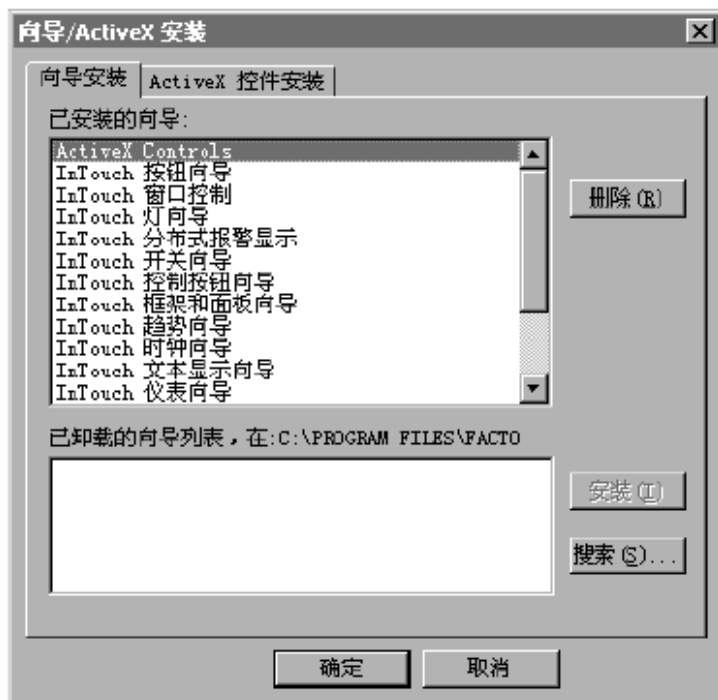 向导/ActiveX 安装
向导安装
ActiveX 控件安装
已安装的向导:
ActiveX Controls
InTouch 按钮向导
InTouch 窗口控制
InTouch 灯向导
InTouch 分布式报警显示
InTouch 开关向导
InTouch 控制按钮向导
InTouch 框架和面板向导
InTouch 趋势向导
InTouch 时钟向导
InTouch 文本显示向导
InTouch 仪表向导
删除(R)
已卸载的向导列表，在:C:\PROGRAM FILES\FACTO
安装(I)
搜索(S)...
确定
取消